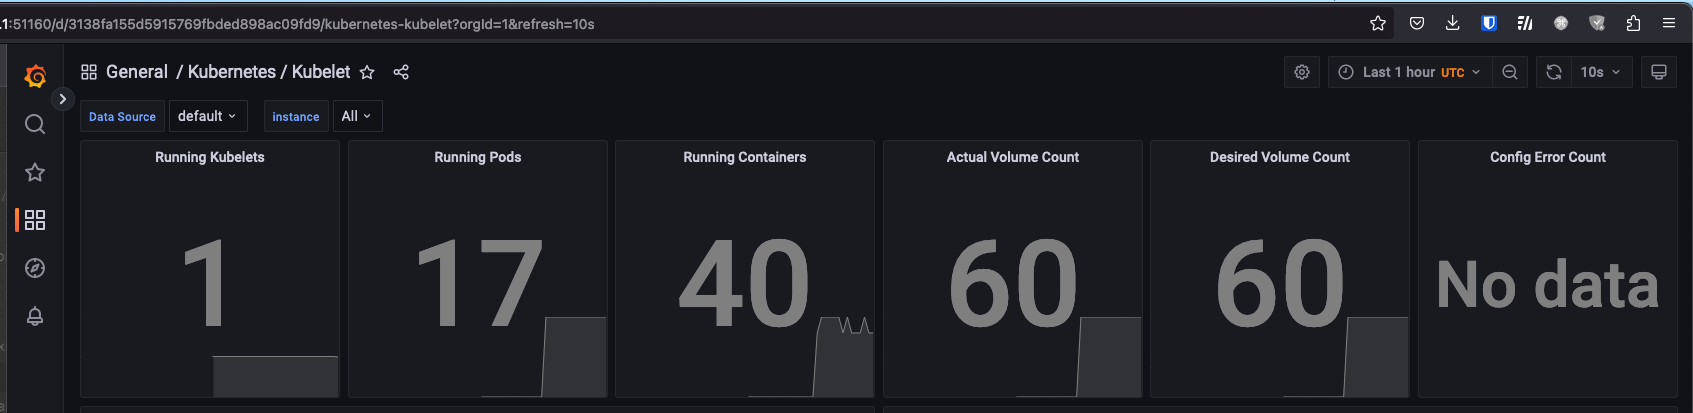 .1:51160/d/3138fa155d5915769fbded898ac09fd9/kubernetes-kubelet?orgId=1&refresh=10s
General / Kubernetes / Kubelet
Last 1 hour UTC
10s
Data Source default instance All
Running Kubelets
1
Running Pods
17
Running Containers
40
Actual Volume Count
60
Desired Volume Count
60
Config Error Count
No data